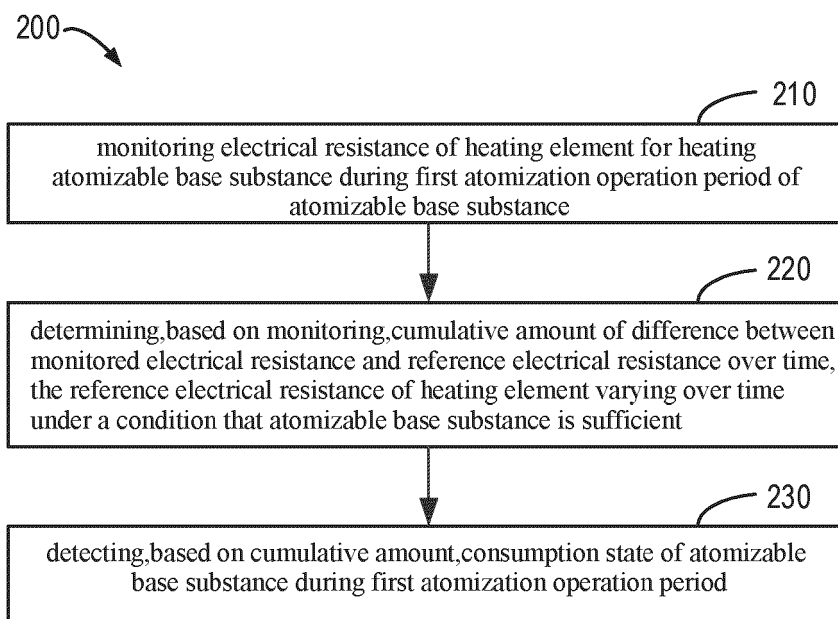 200
210
monitoring electrical resistance of heating element for heating
atomizable base substance during first atomization operation period of
atomizable base substance
220
determining,based on monitoring,cumulative amount of difference between
monitored electrical resistance and reference electrical resistance over time,
the reference electrical resistance of heating element varying over time
under a condition that atomizable base substance is sufficient
230
detecting,based on cumulative amount,consumption state of atomizable
base substance during first atomization operation period